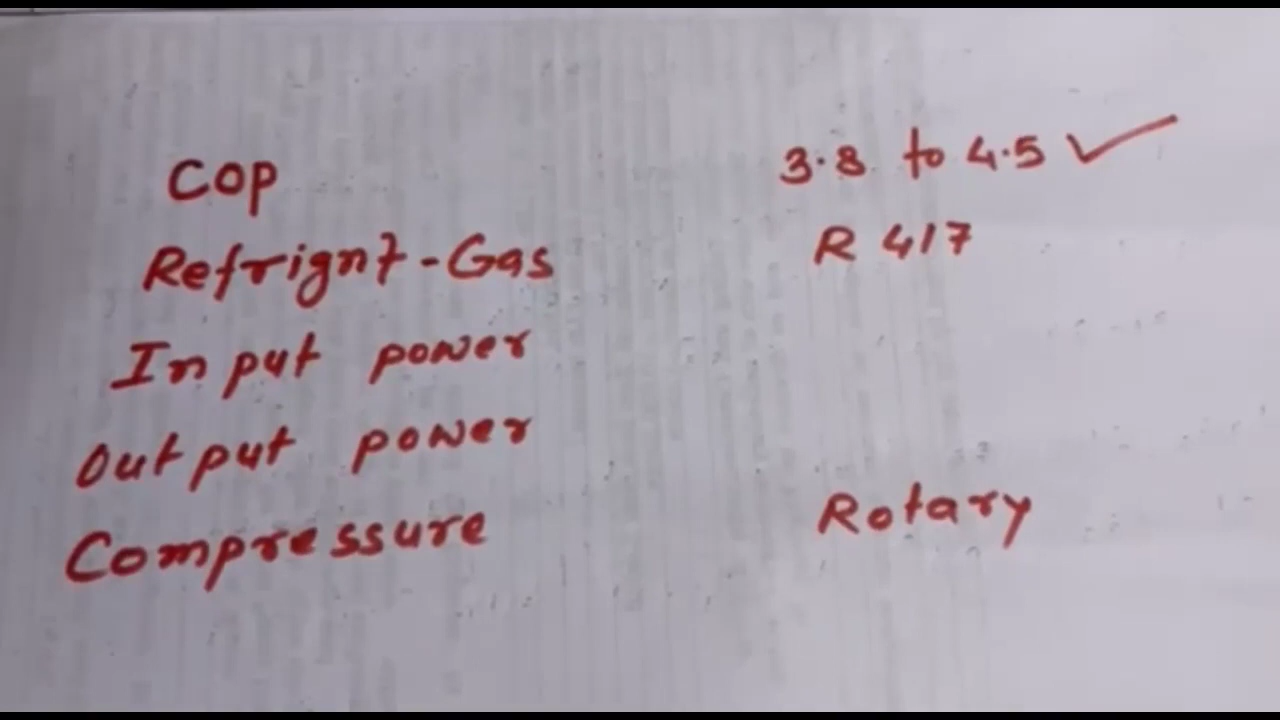 COP 3.8 to 4.5 ✓
Refrignt-Gas R 417
Input power
Output power
Compressure Rotary